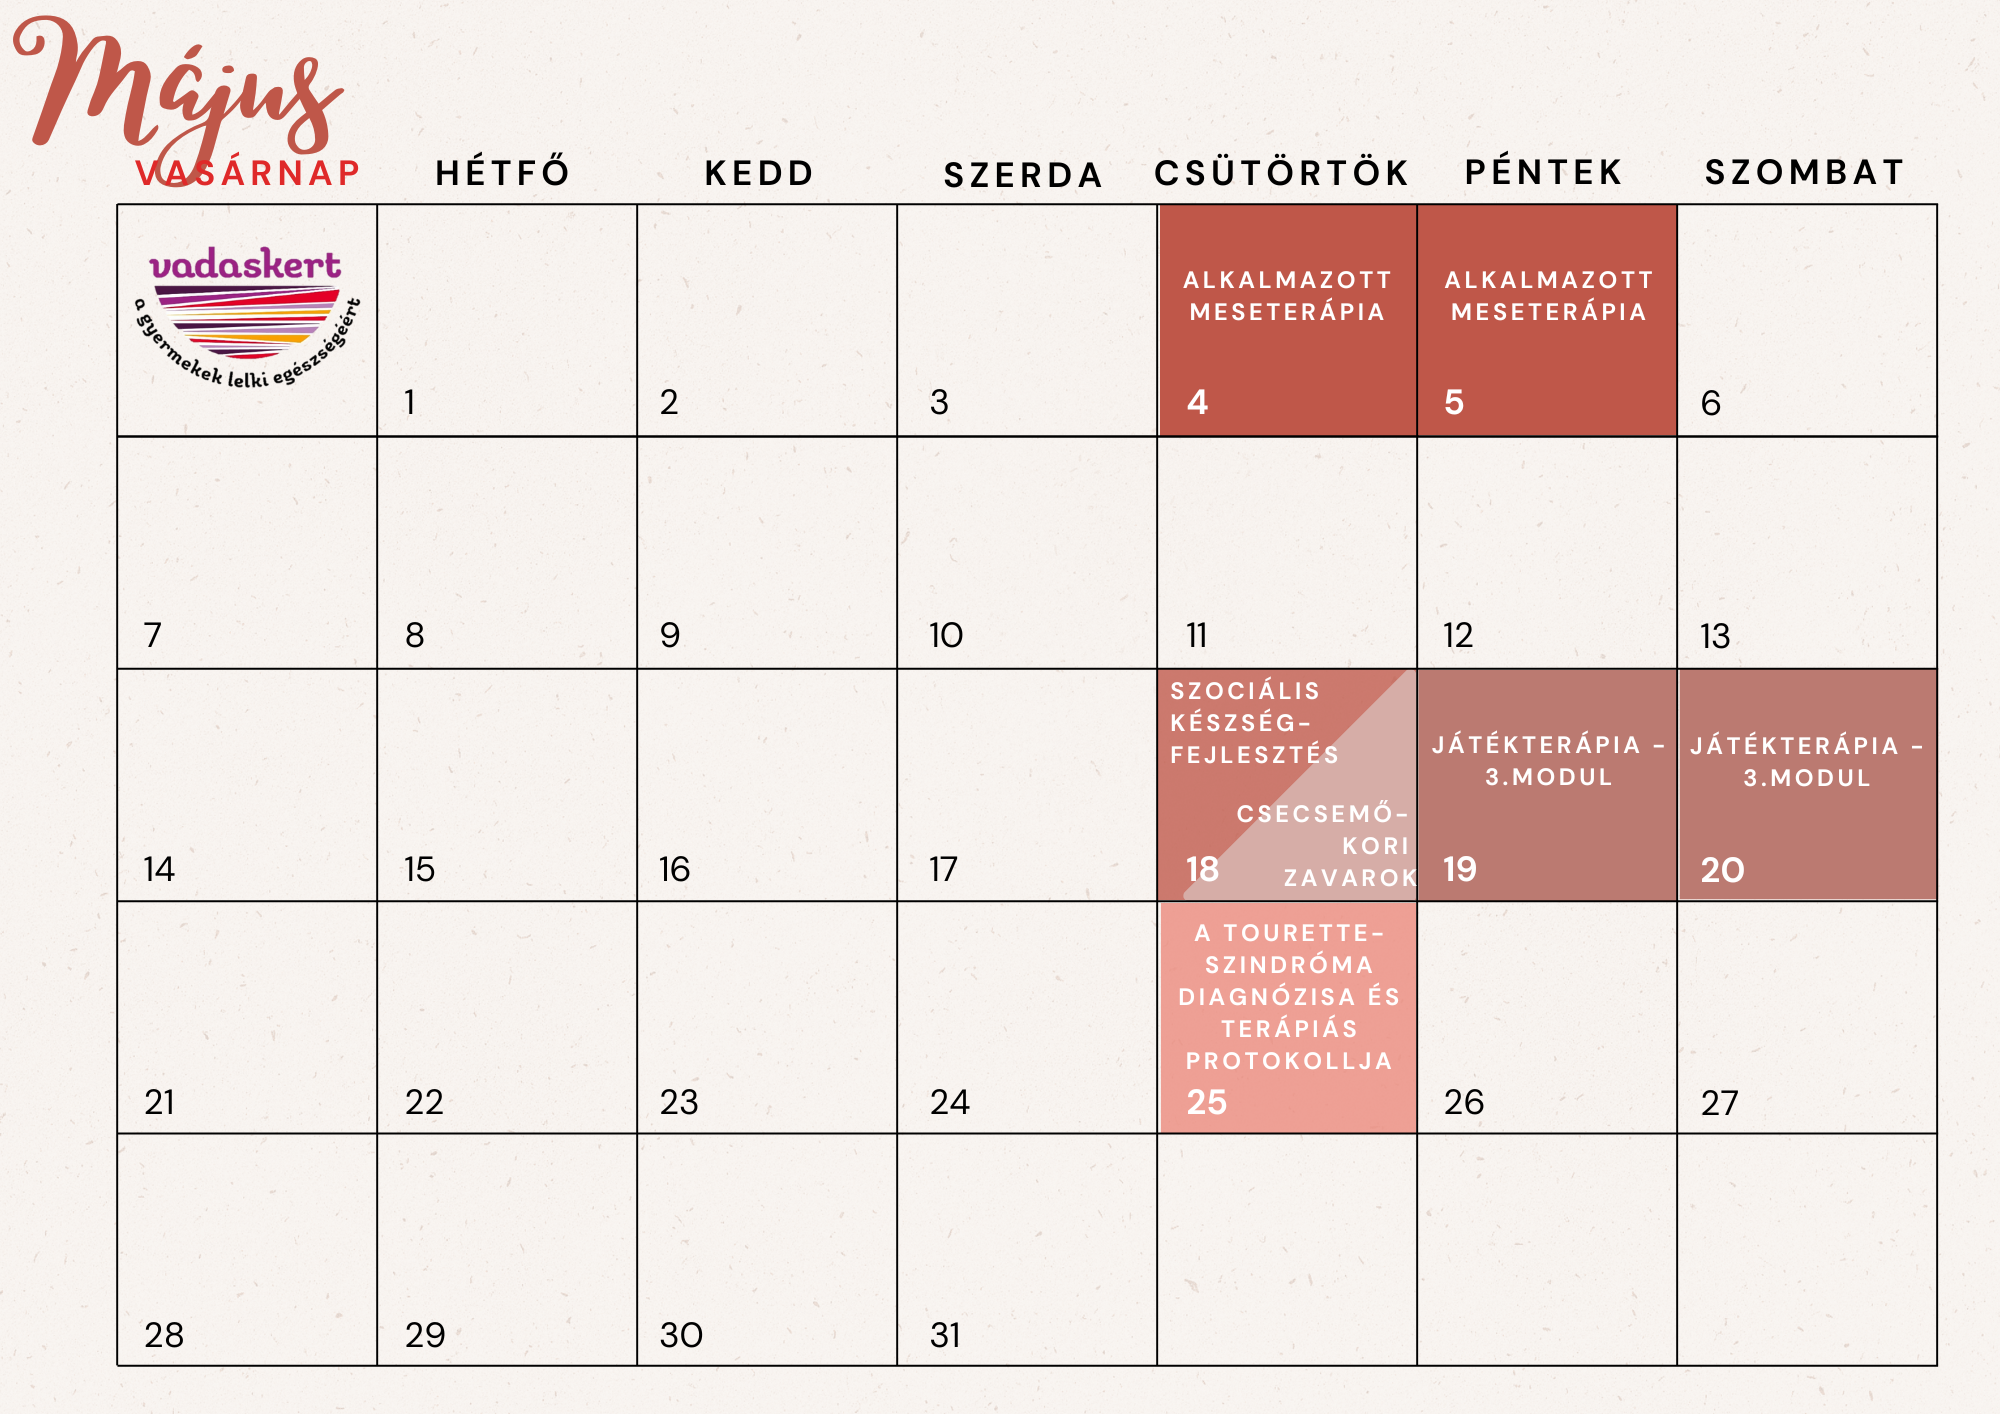 Május
VASÁRNAP HÉTFŐ KEDD SZERDA CSÜTÖRTÖK PÉNTEK SZOMBAT
vadaskert
a gyermekek lelki egészségéért
1
2
3
ALKALMAZOTT
MESETERÁPIA
4
ALKALMAZOTT
MESETERÁPIA
5
6
7
8
9
10
11
12
13
14
15
16
17
SZOCIÁLIS
KÉSZSÉG-
FEJLESZTÉS
CSECSEMŐ-
KORI
ZAVAROK
18
JÁTÉKTERÁPIA -
3.MODUL
19
JÁTÉKTERÁPIA -
3.MODUL
20
21
22
23
24
A TOURETTE-
SZINDRÓMA
DIAGNÓZISA ÉS
TERÁPIÁS
PROTOKOLLJA
25
26
27
28
29
30
31